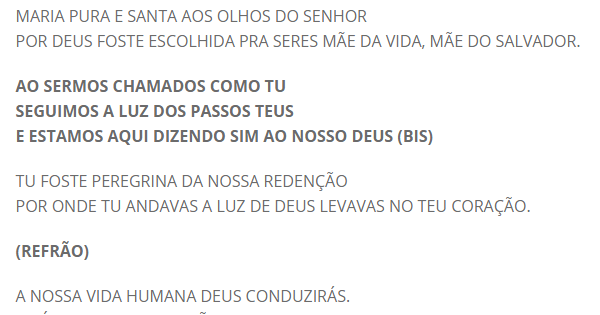 MARIA PURA E SANTA AOS OLHOS DO SENHOR
POR DEUS FOSTE ESCOLHIDA PRA SERES MÃE DA VIDA, MÃE DO SALVADOR.
AO SERMOS CHAMADOS COMO TU
SEGUIMOS A LUZ DOS PASSOS TEUS
E ESTAMOS AQUI DIZENDO SIM AO NOSSO DEUS (BIS)
TU FOSTE PEREGRINA DA NOSSA REDENÇÃO
POR ONDE TU ANDAVAS A LUZ DE DEUS LEVAVAS NO TEU CORAÇÃO.
(REFRÃO)
A NOSSA VIDA HUMANA DEUS CONDUZIRÁS.